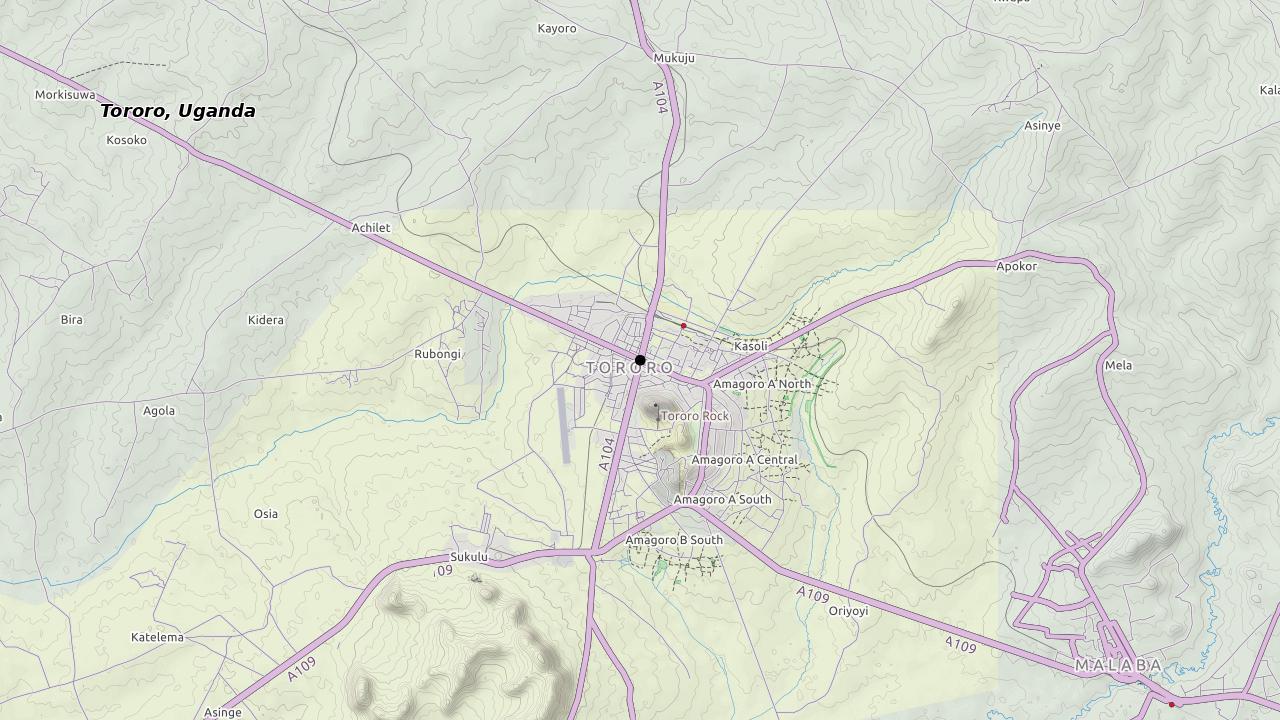 Kayoro
Mukuju
A104
Morkisuwa
Tororo, Uganda
Kosoko
Asinye
Achilet
Apokor
Bira
Kidera
Rubongi
Kasoli
TORORO
Mela
Amagoro A North
Agola
Tororo Rock
A104
Amagoro A Central
Amagoro A South
Osia
Amagoro B South
Sukulu
A109
Oriyoyi
Katelema
A109
A109
MALABA
Asinge